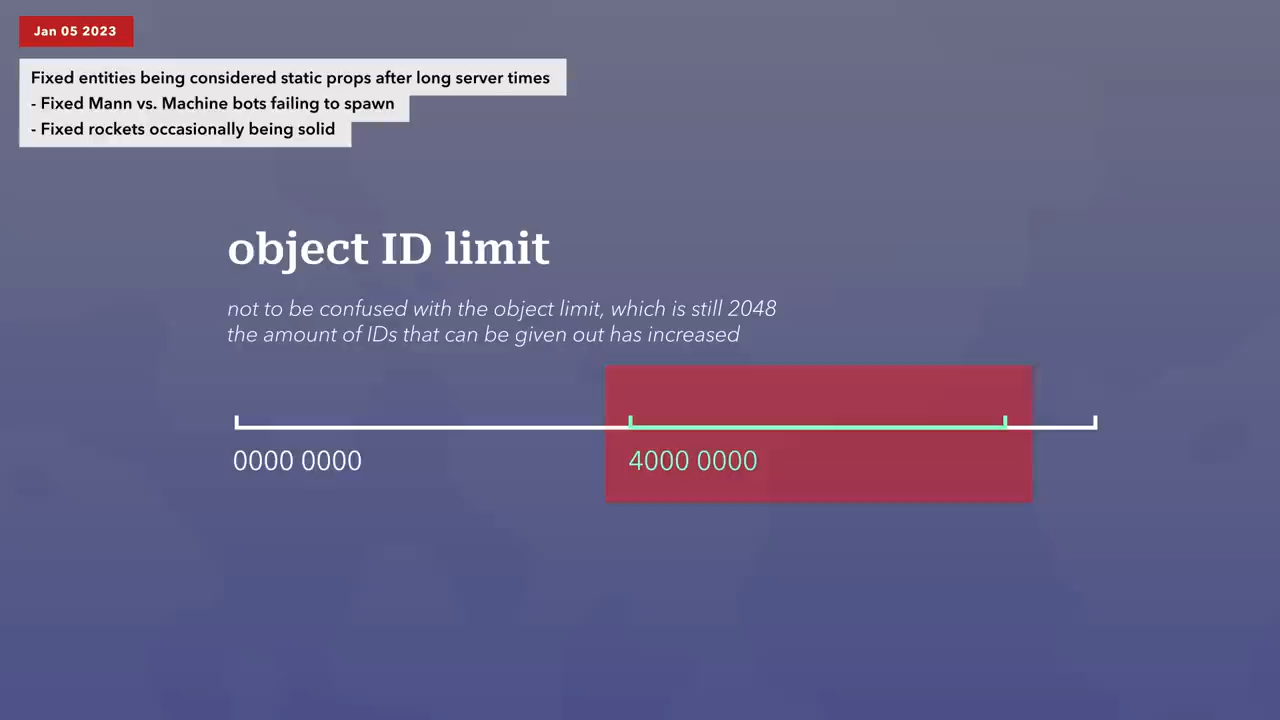 Jan 05 2023
Fixed entities being considered static props after long server times
- Fixed Mann vs. Machine bots failing to spawn
- Fixed rockets occasionally being solid
object ID limit
not to be confused with the object limit, which is still 2048
the amount of IDs that can be given out has increased
0000 0000
4000 0000